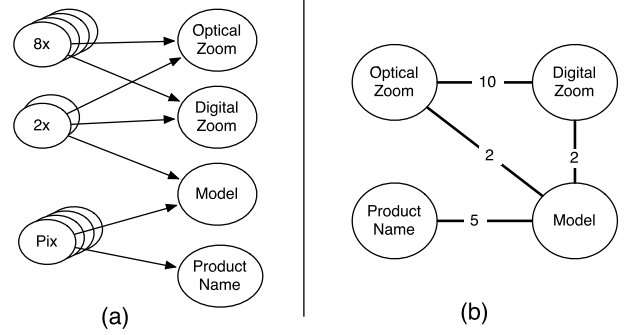 8x
2x
Pix
Optical
Zoom
Digital
Zoom
Model
Product
Name
(a)
Optical
Zoom
10
Digital
Zoom
2
2
Product
Name
5
Model
(b)